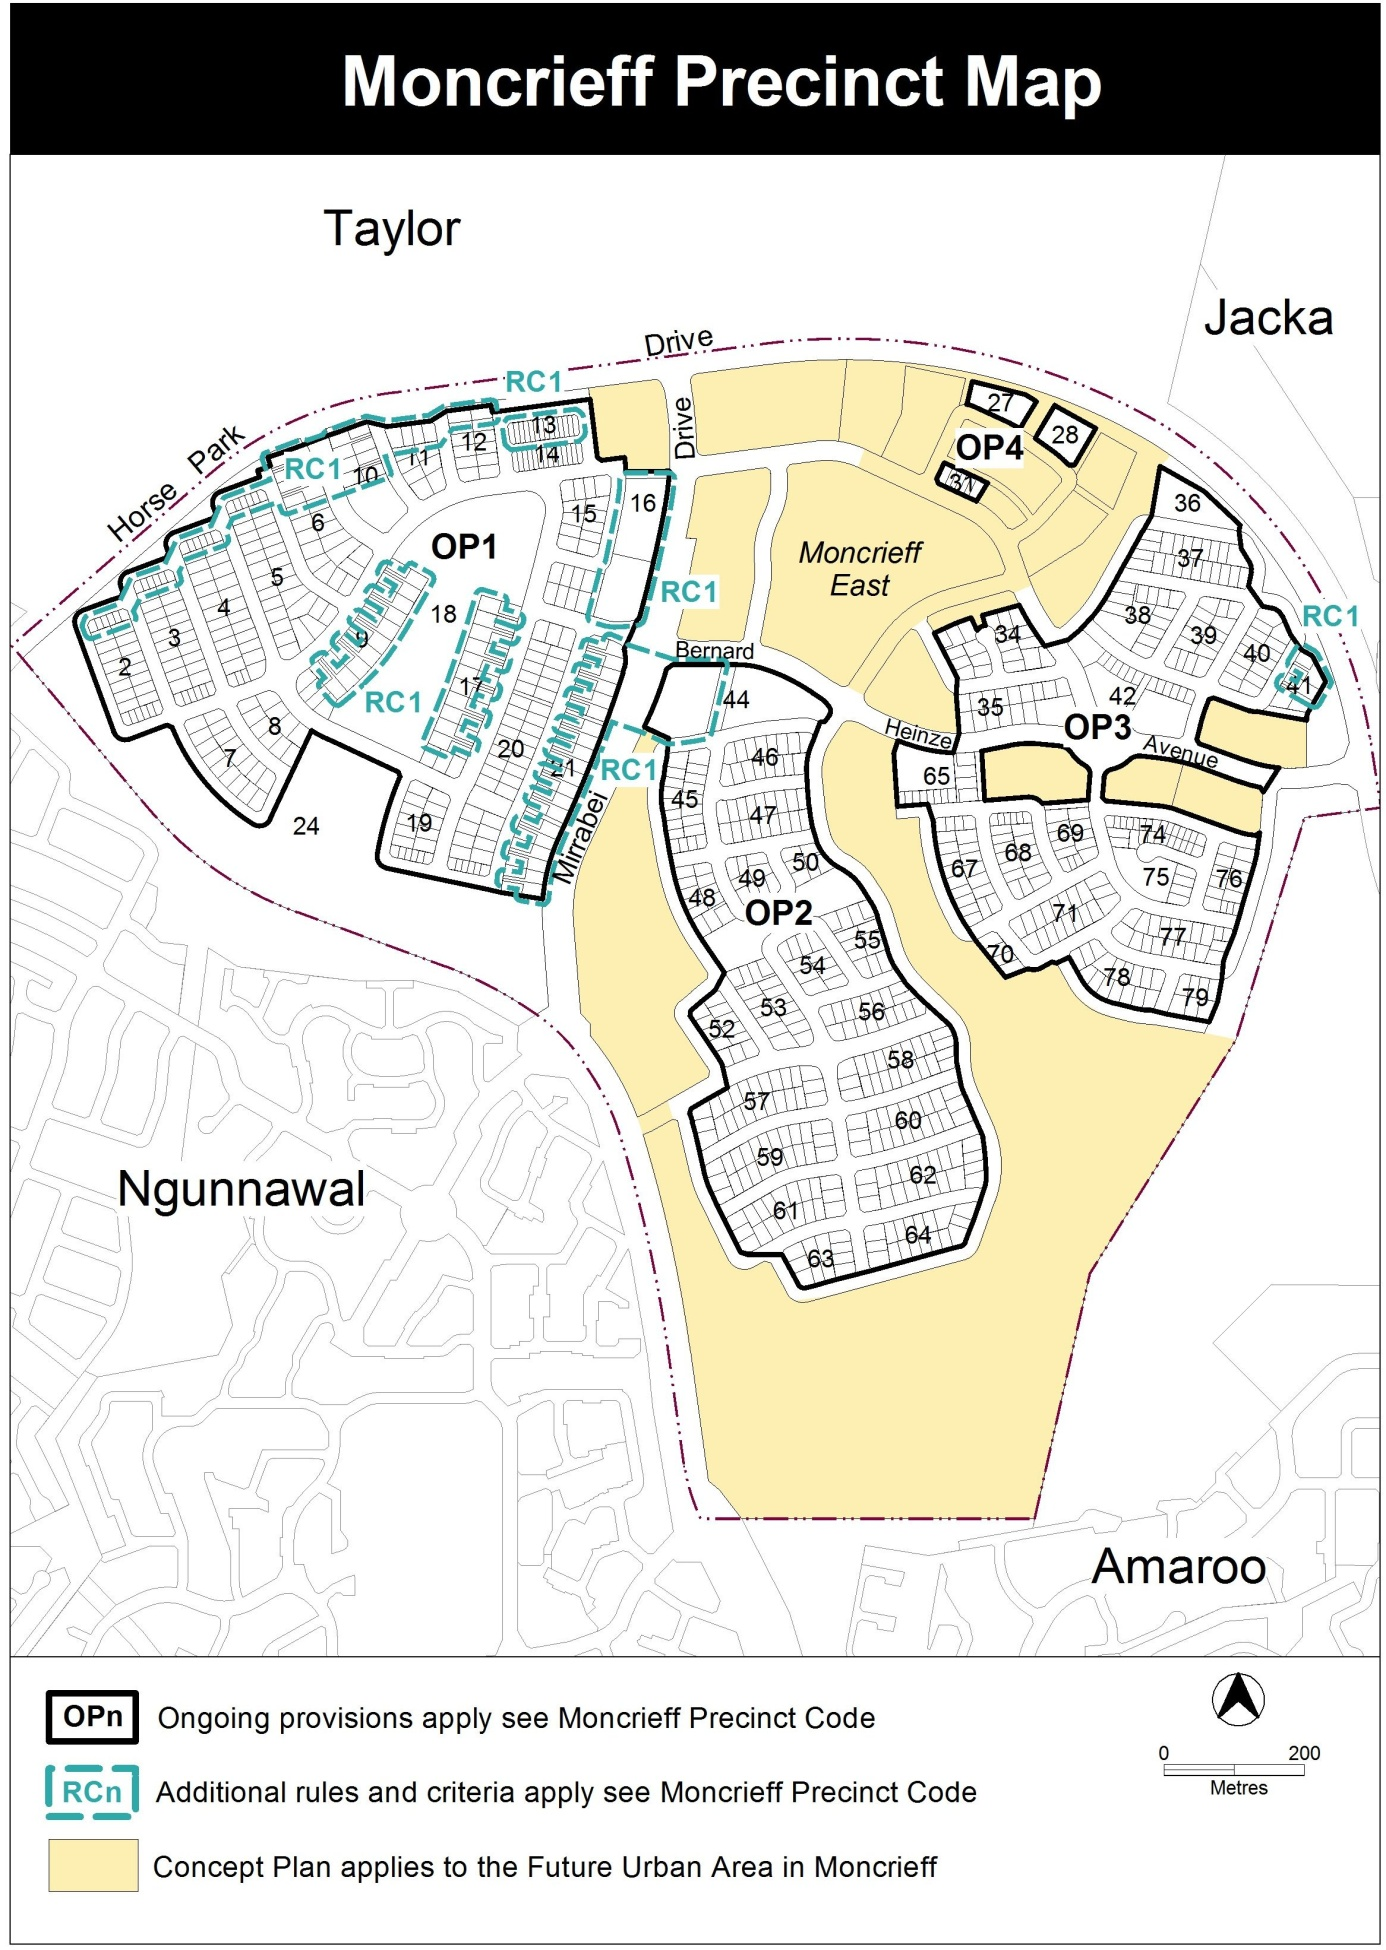 Moncrieff Precinct Map
Taylor
Jacka
Drive
RC1
Horse Park
Drive
27
28
OP4
31
13
12
14
11
RC1
10
16
15
36
6
OP1
Moncrieff
East
37
5
RC1
4
18
38
RC1
3
9
34
39
40
2
Bernard
41
17
RC1
44
42
35
OP3
8
Heinze
Avenue
7
20
46
21
RC1
65
45
Mirrabei
47
24
19
74
69
68
50
67
49
75
76
48
OP2
71
55
77
70
54
78
53
79
56
52
58
57
60
59
62
Ngunnawal
61
64
63
Amaroo
OPn Ongoing provisions apply see Moncrieff Precinct Code
RCn Additional rules and criteria apply see Moncrieff Precinct Code
Concept Plan applies to the Future Urban Area in Moncrieff
0 200
Metres